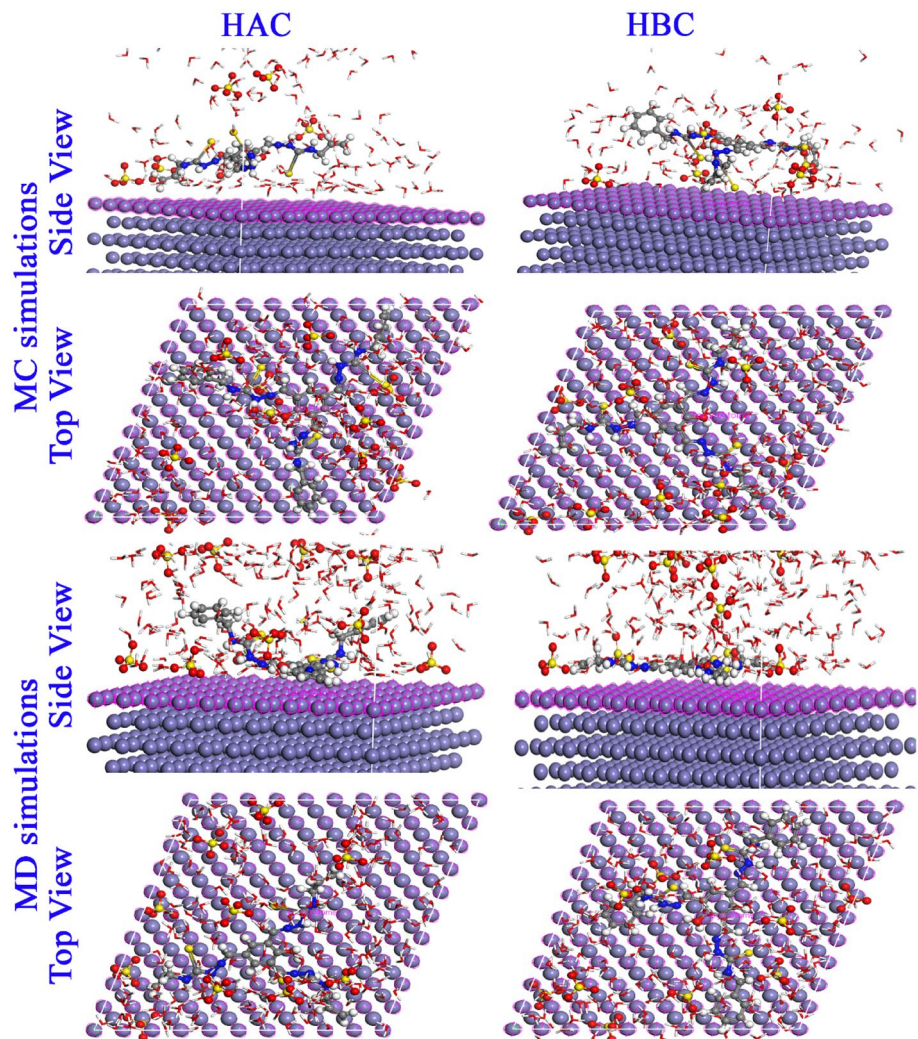 HAC
HBC
MC simulations
Side View
Top View
MD simulations
Side View
Top View